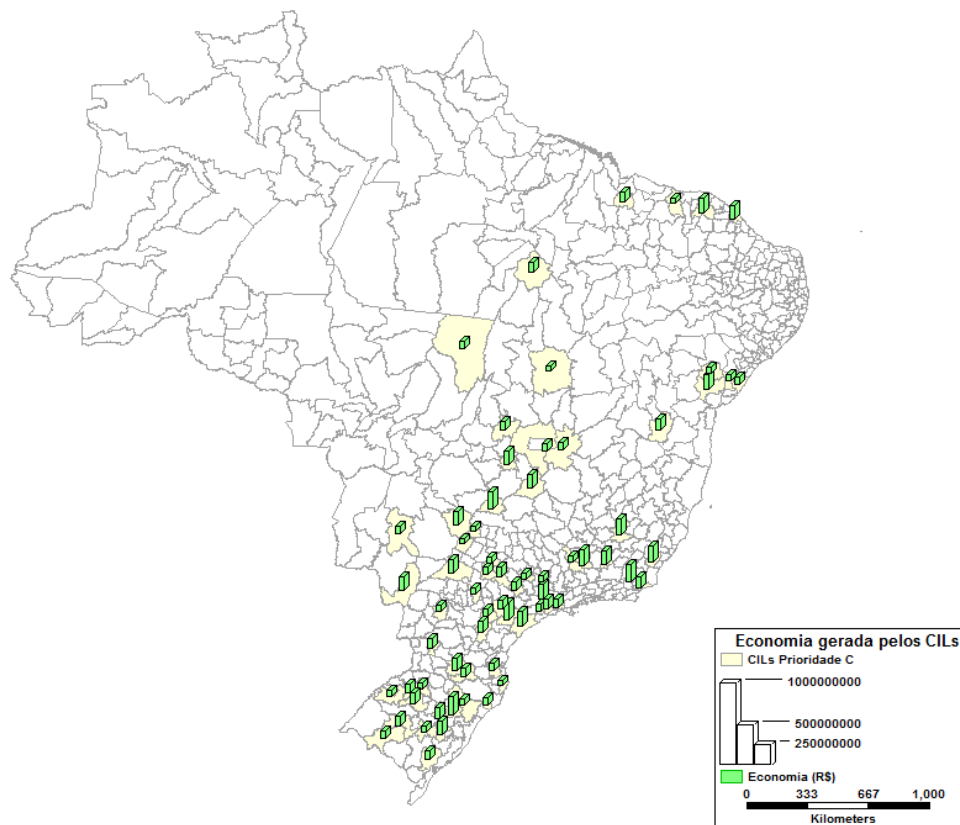 Economia gerada pelos CILs
CILs Prioridade C
1000000000
500000000
250000000
Economia (R$)
0 333 667 1,000
Kilometers